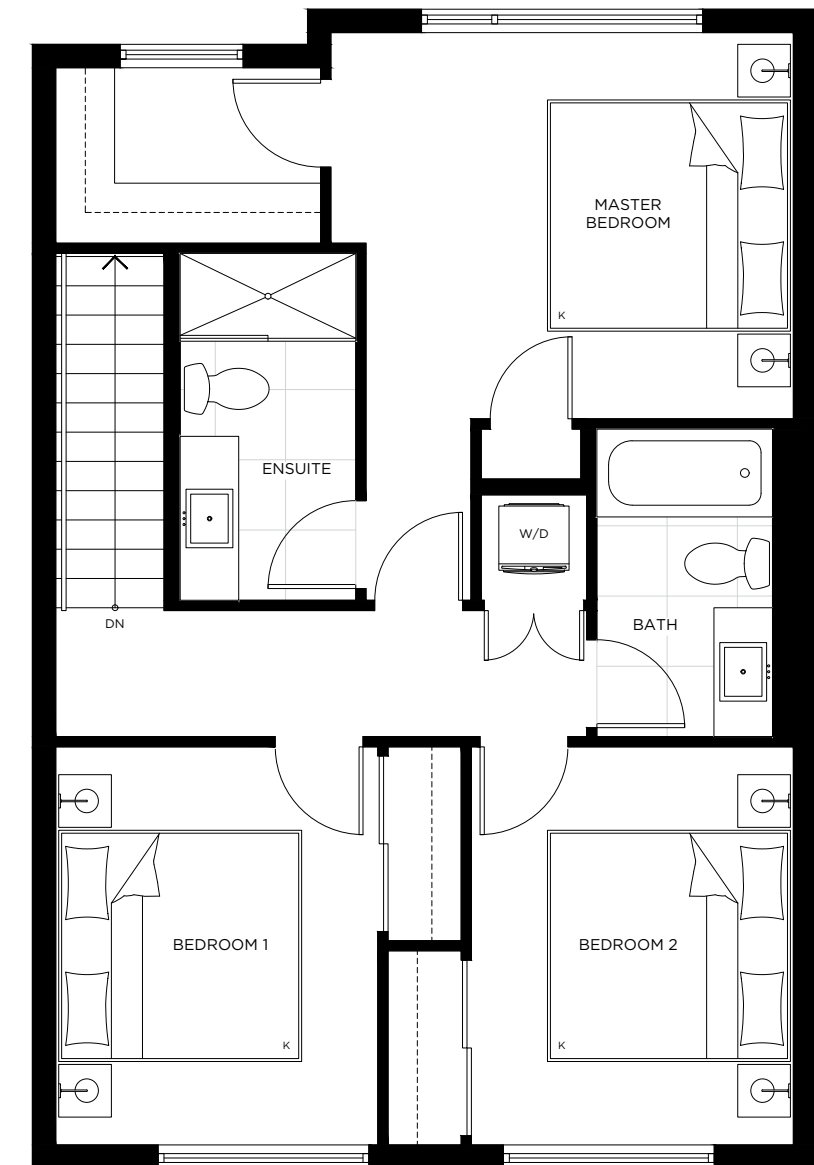 MASTER
BEDROOM
K
ENSUITE
W/D
DN
BATH
BEDROOM 1
K
BEDROOM 2
K